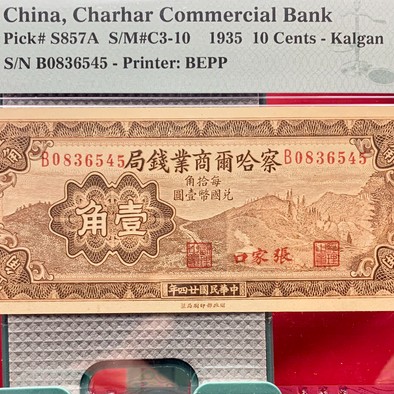 China, Charhar Commercial Bank
Pick# S857A S/M#C3-10 1935 10 Cents - Kalgan
S/N B0836545 - Printer: BEPP
察哈爾商業錢局
B0836545
B0836545
每拾角
兌國幣壹圓
壹角
張家口
中華民國廿四年